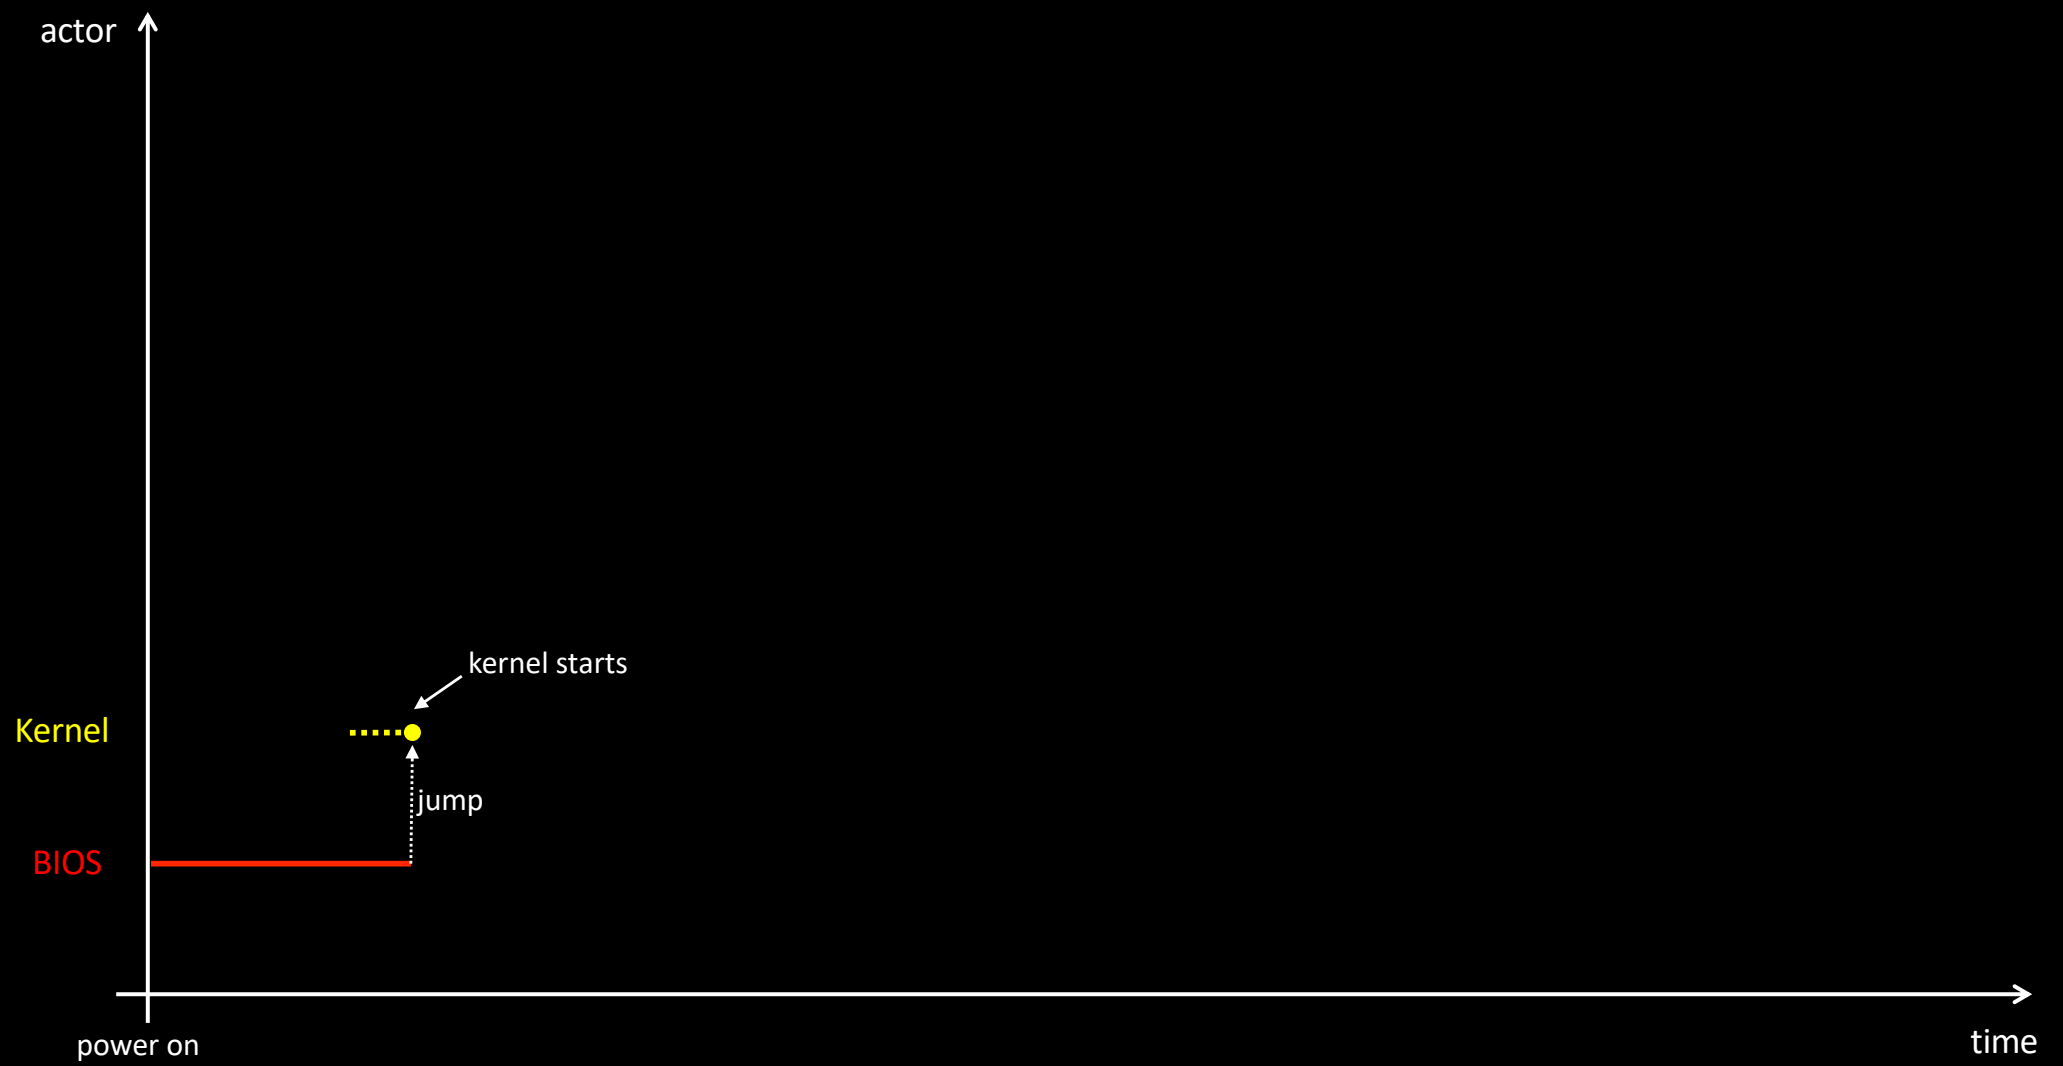 actor
kernel starts
Kernel
jump
BIOS
power on
time